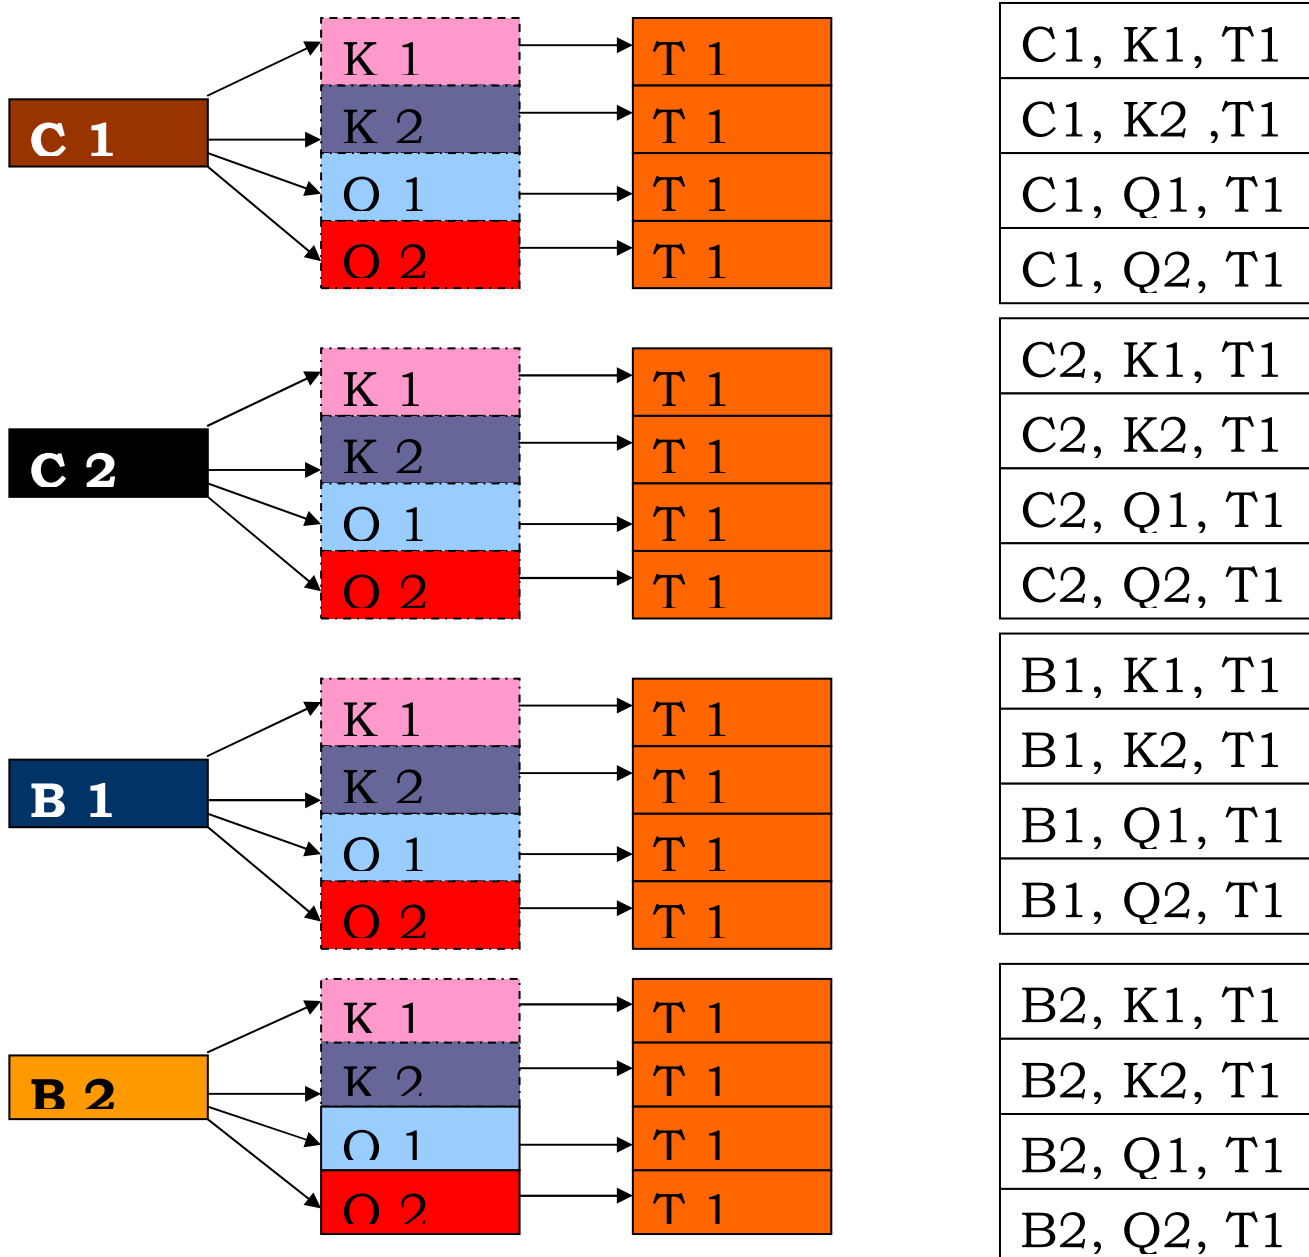 C 1
K 1
K 2
Q 1
Q 2
T 1
T 1
T 1
T 1
C1, K1, T1
C1, K2 ,T1
C1, Q1, T1
C1, Q2, T1
C 2
K 1
K 2
Q 1
Q 2
T 1
T 1
T 1
T 1
C2, K1, T1
C2, K2, T1
C2, Q1, T1
C2, Q2, T1
B 1
K 1
K 2
Q 1
Q 2
T 1
T 1
T 1
T 1
B1, K1, T1
B1, K2, T1
B1, Q1, T1
B1, Q2, T1
B 2
K 1
K 2
Q 1
Q 2
T 1
T 1
T 1
T 1
B2, K1, T1
B2, K2, T1
B2, Q1, T1
B2, Q2, T1